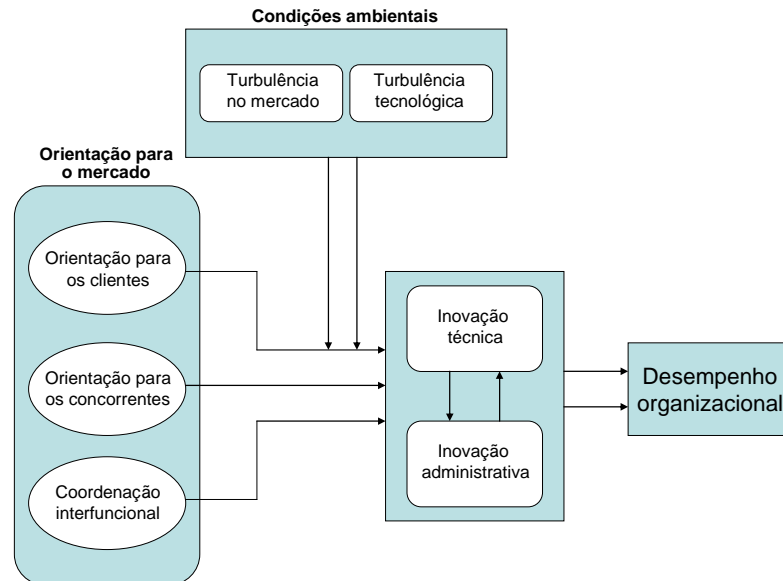 Condições ambientais
Turbulência
no mercado
Turbulência
tecnológica
Orientação para
o mercado
Orientação para
os clientes
Orientação para
os concorrentes
Coordenação
interfuncional
Inovação
técnica
Inovação
administrativa
Desempenho
organizacional